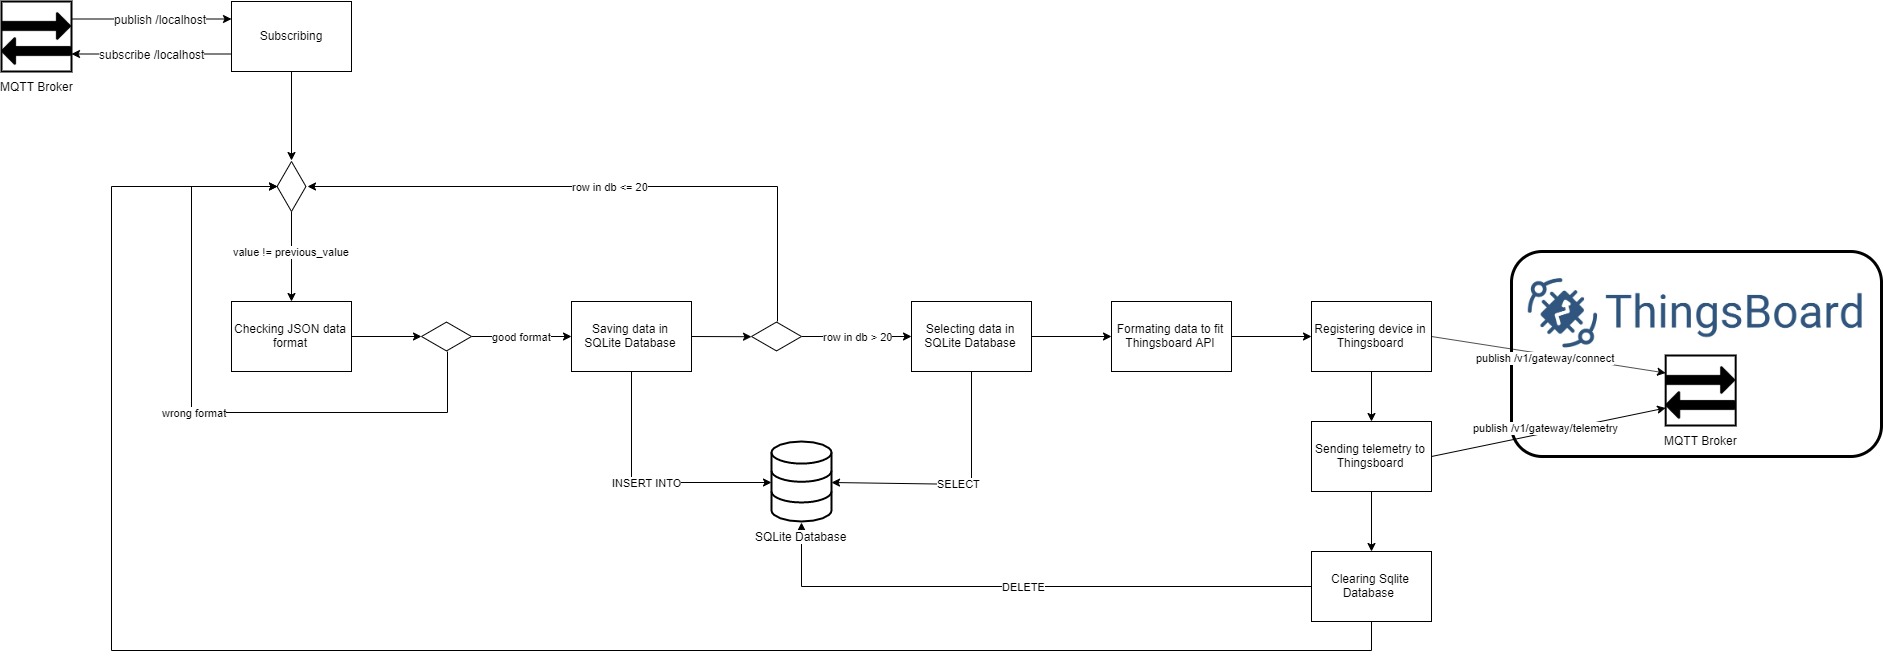 publish /localhost
Subscribing
subscribe /localhost
MQTT Broker
row in db <= 20
value != previous_value
Checking JSON data
format
good format
Saving data in
SQLite Database
row in db > 20
Selecting data in
SQLite Database
Formating data to fit
Thingsboard API
Registering device in
Thingsboard
ThingsBoard
publish /v1/gateway/connect
wrong format
publish /v1/gateway/telemetry
MQTT Broker
Sending telemetry to
Thingsboard
INSERT INTO
SELECT
SQLite Database
DELETE
Clearing Sqlite
Database